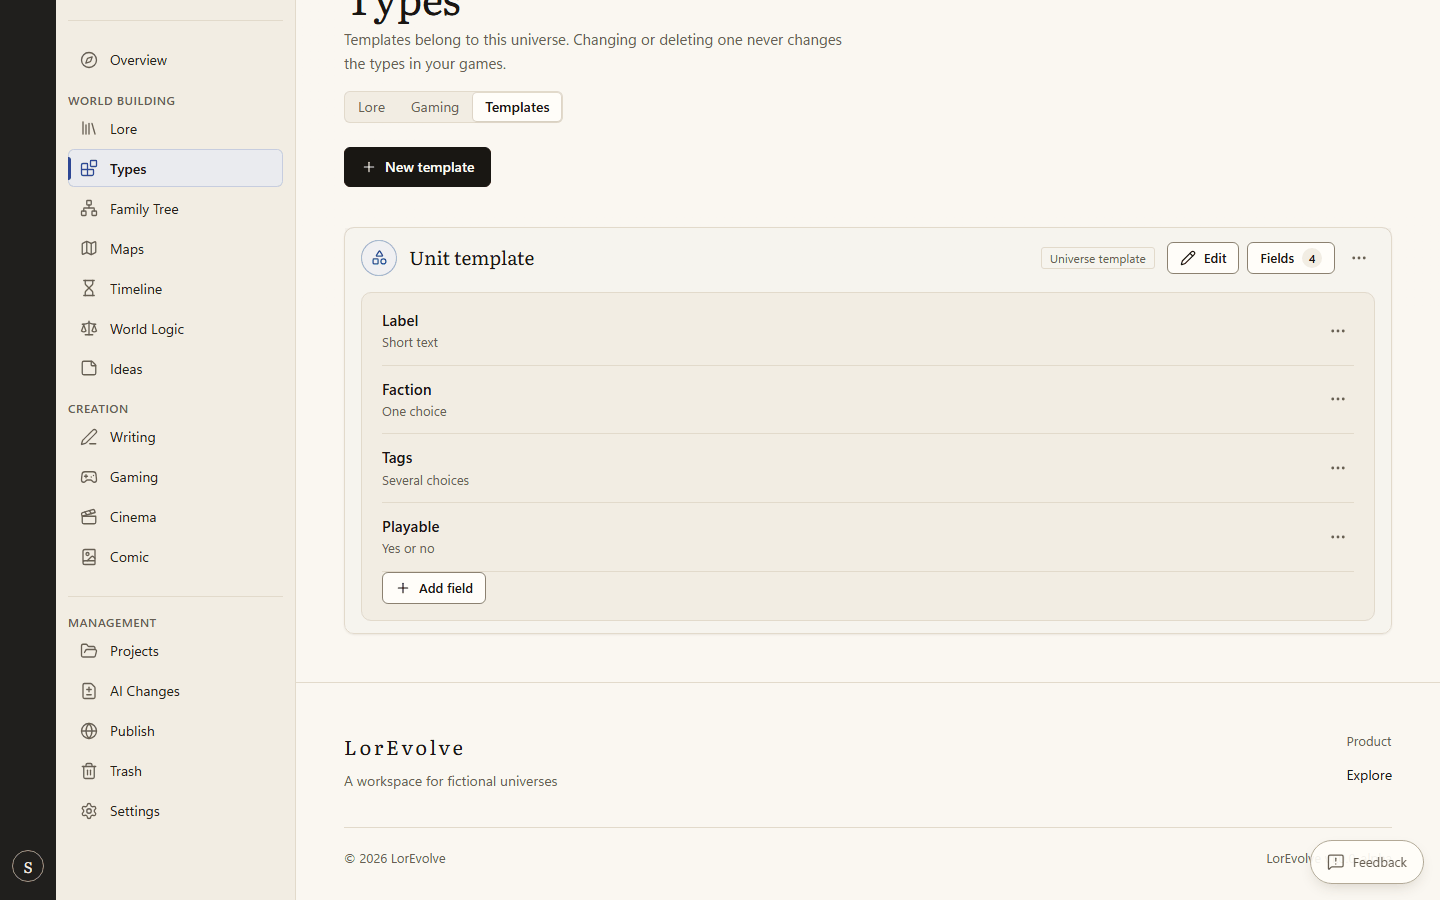 Overview
WORLD BUILDING
Lore
Types
Family Tree
Maps
Timeline
World Logic
Ideas
CREATION
Writing
Gaming
Cinema
Comic
MANAGEMENT
Projects
AI Changes
Publish
Trash
Settings
S
Types
Templates belong to this universe. Changing or deleting one never changes
the types in your games.
Lore Gaming Templates
New template
Unit template
Universe template
Edit
Fields 4
Label
Short text
Faction
One choice
Tags
Several choices
Playable
Yes or no
Add field
LorEvolve
A workspace for fictional universes
Product
Explore
© 2026 LorEvolve
Feedback